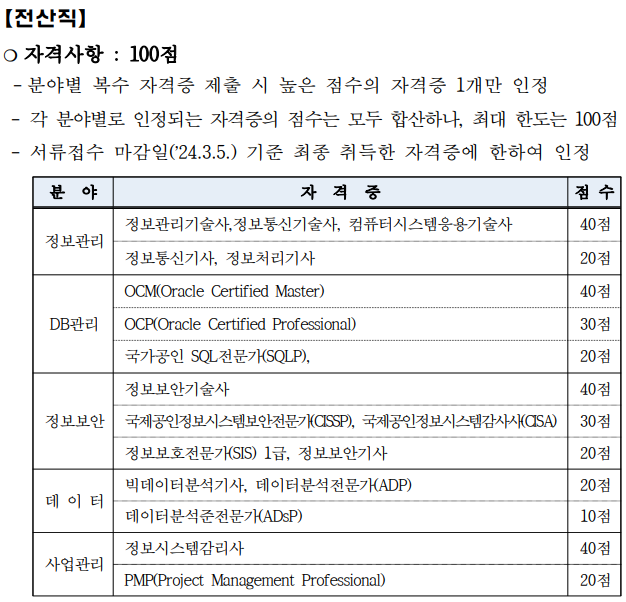 【전산직】
❍ 자격사항 : 100점
- 분야별 복수 자격증 제출 시 높은 점수의 자격증 1개만 인정
- 각 분야별로 인정되는 자격증의 점수는 모두 합산하나, 최대 한도는 100점
- 서류접수 마감일('24.3.5.) 기준 최종 취득한 자격증에 한하여 인정
분 야 자 격 증 점 수
정보관리 정보관리기술사,정보통신기술사, 컴퓨터시스템응용기술사 40점
정보통신기사, 정보처리기사 20점
DB관리 OCM(Oracle Certified Master) 40점
OCP(Oracle Certified Professional) 30점
국가공인 SQL전문가(SQLP), 20점
정보보안 정보보안기술사 40점
국제공인정보시스템보안전문가(CISSP), 국제공인정보시스템감사사(CISA) 30점
정보보호전문가(SIS) 1급, 정보보안기사 20점
데 이 터 빅데이터분석기사, 데이터분석전문가(ADP) 20점
데이터분석준전문가(ADsP) 10점
사업관리 정보시스템감리사 40점
PMP(Project Management Professional) 20점